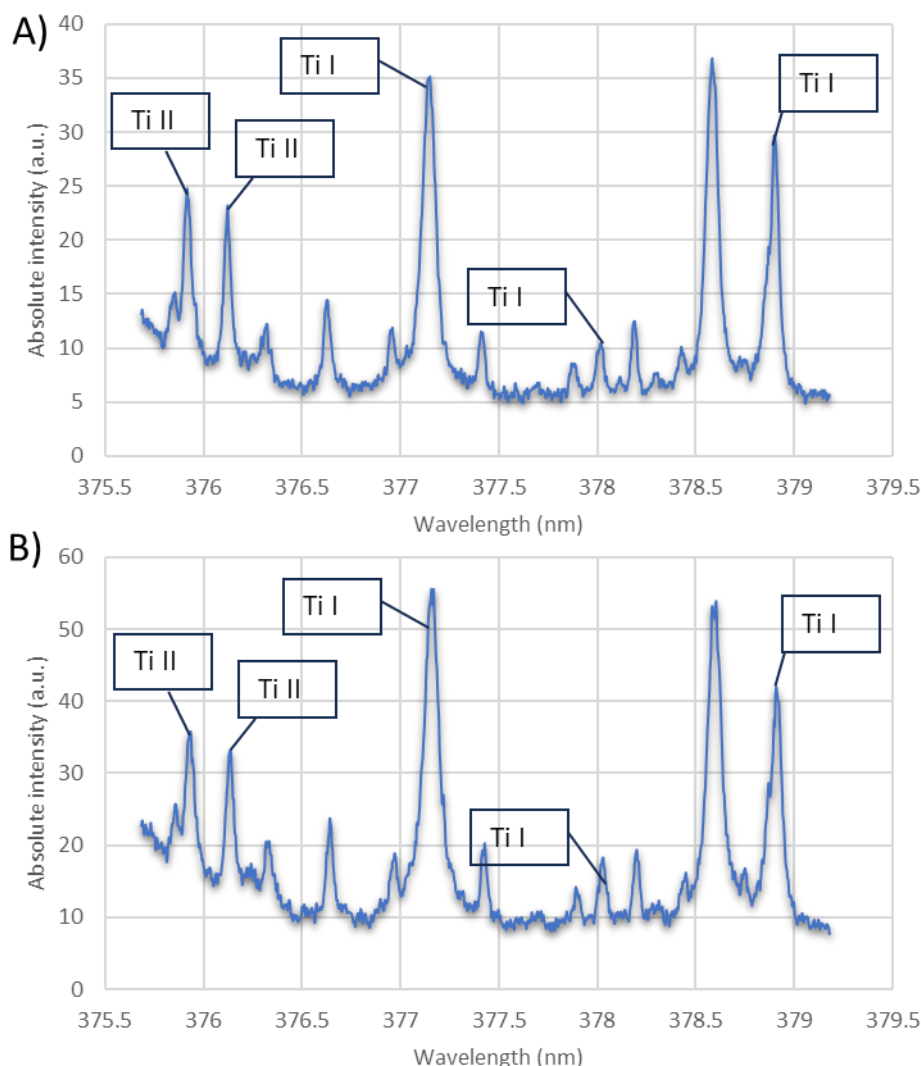 A)
40
35
30
25
20
15
10
5
0
Absolute intensity (a.u.)
Ti II
Ti II
Ti I
Ti I
Ti I
375.5 376 376.5 377 377.5 378 378.5 379 379.5
Wavelength (nm)
B)
60
50
40
30
20
10
0
Absolute intensity (a.u.)
Ti II
Ti II
Ti I
Ti I
Ti I
375.5 376 376.5 377 377.5 378 378.5 379 379.5
Wavelength (nm)